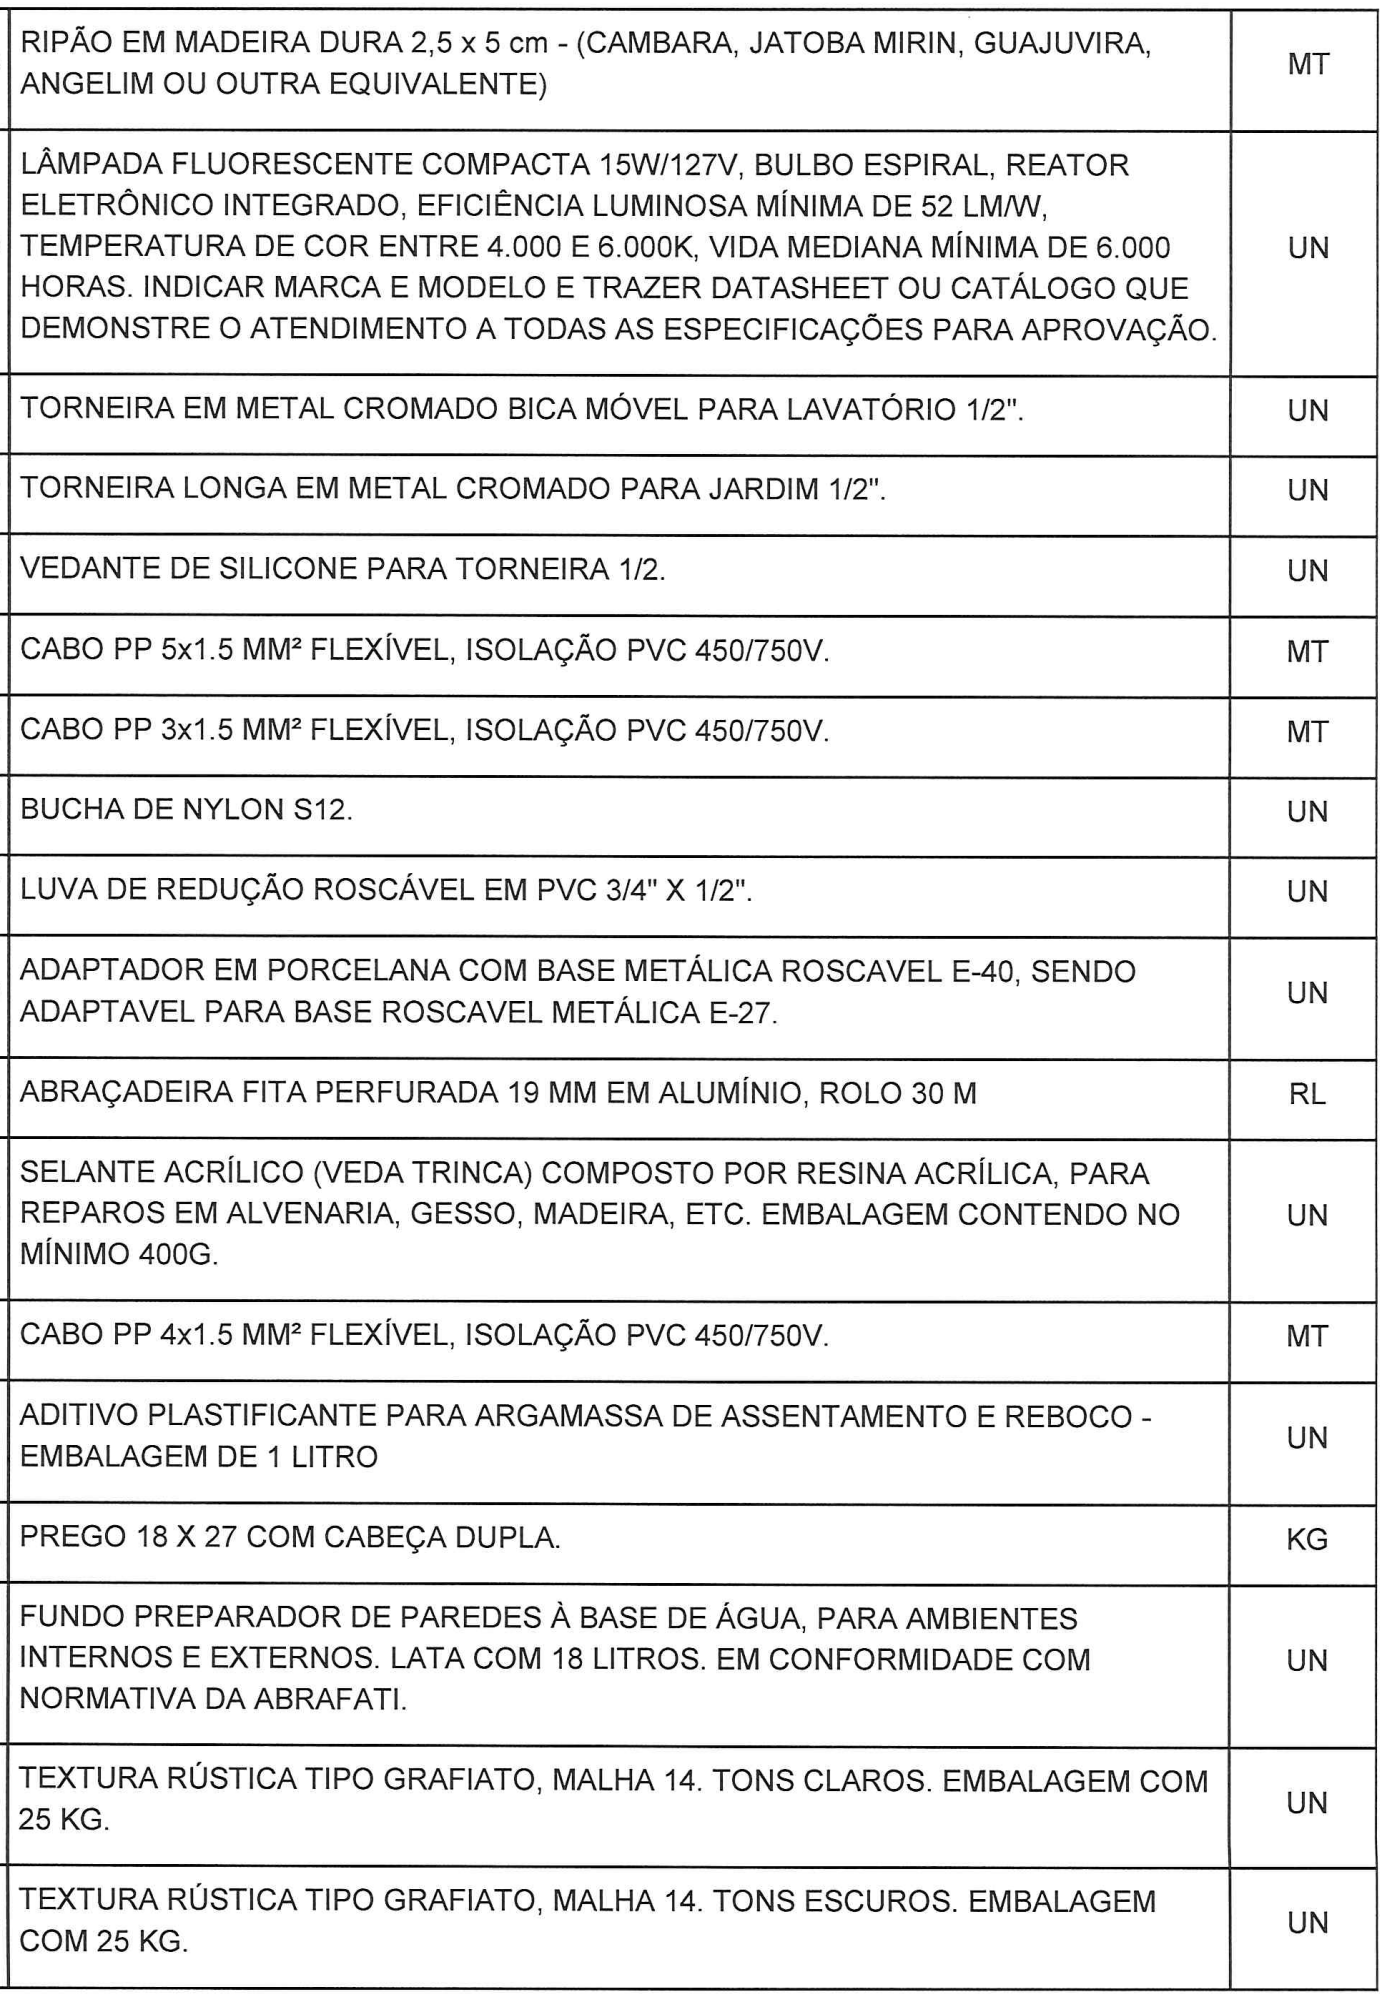 RIPÃO EM MADEIRA DURA 2,5 x 5 cm - (CAMBARA, JATOBA MIRIN, GUAJUVIRA,
ANGELIM OU OUTRA EQUIVALENTE)
MT
LÂMPADA FLUORESCENTE COMPACTA 15W/127V, BULBO ESPIRAL, REATOR
ELETRÔNICO INTEGRADO, EFICIÊNCIA LUMINOSA MÍNIMA DE 52 LM/W,
TEMPERATURA DE COR ENTRE 4.000 E 6.000K, VIDA MEDIANA MÍNIMA DE 6.000
HORAS. INDICAR MARCA E MODELO E TRAZER DATASHEET OU CATÁLOGO QUE
DEMONSTRE O ATENDIMENTO A TODAS AS ESPECIFICAÇÕES PARA APROVAÇÃO.
UN
TORNEIRA EM METAL CROMADO BICA MÓVEL PARA LAVATÓRIO 1/2".
UN
TORNEIRA LONGA EM METAL CROMADO PARA JARDIM 1/2".
UN
VEDANTE DE SILICONE PARA TORNEIRA 1/2.
UN
CABO PP 5x1.5 MM² FLEXÍVEL, ISOLAÇÃO PVC 450/750V.
MT
CABO PP 3x1.5 MM² FLEXÍVEL, ISOLAÇÃO PVC 450/750V.
MT
BUCHA DE NYLON S12.
UN
LUVA DE REDUÇÃO ROSCÁVEL EM PVC 3/4" X 1/2".
UN
ADAPTADOR EM PORCELANA COM BASE METÁLICA ROSCAVEL E-40, SENDO
ADAPTAVEL PARA BASE ROSCAVEL METÁLICA E-27.
UN
ABRAÇADEIRA FITA PERFURADA 19 MM EM ALUMÍNIO, ROLO 30 M
RL
SELANTE ACRÍLICO (VEDA TRINCA) COMPOSTO POR RESINA ACRÍLICA, PARA
REPAROS EM ALVENARIA, GESSO, MADEIRA, ETC. EMBALAGEM CONTENDO NO
MÍNIMO 400G.
UN
CABO PP 4x1.5 MM² FLEXÍVEL, ISOLAÇÃO PVC 450/750V.
MT
ADITIVO PLASTIFICANTE PARA ARGAMASSA DE ASSENTAMENTO E REBOCO -
EMBALAGEM DE 1 LITRO
UN
PREGO 18 X 27 COM CABEÇA DUPLA.
KG
FUNDO PREPARADOR DE PAREDES À BASE DE ÁGUA, PARA AMBIENTES
INTERNOS E EXTERNOS. LATA COM 18 LITROS. EM CONFORMIDADE COM
NORMATIVA DA ABRAFATI.
UN
TEXTURA RÚSTICA TIPO GRAFIATO, MALHA 14. TONS CLAROS. EMBALAGEM COM
25 KG.
UN
TEXTURA RÚSTICA TIPO GRAFIATO, MALHA 14. TONS ESCUROS. EMBALAGEM
COM 25 KG.
UN